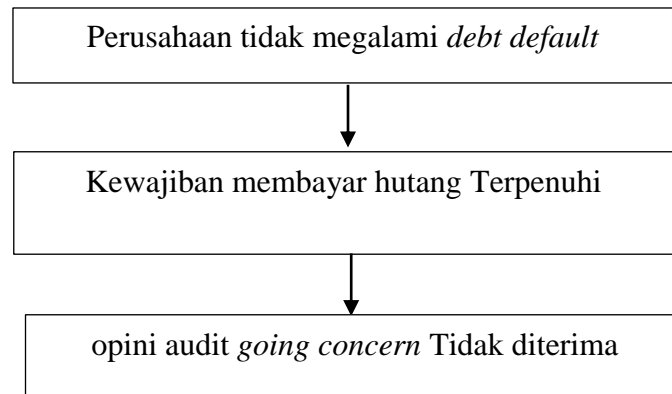 Perusahaan tidak megalami debt default
Kewajiban membayar hutang Terpenuhi
opini audit going concern Tidak diterima